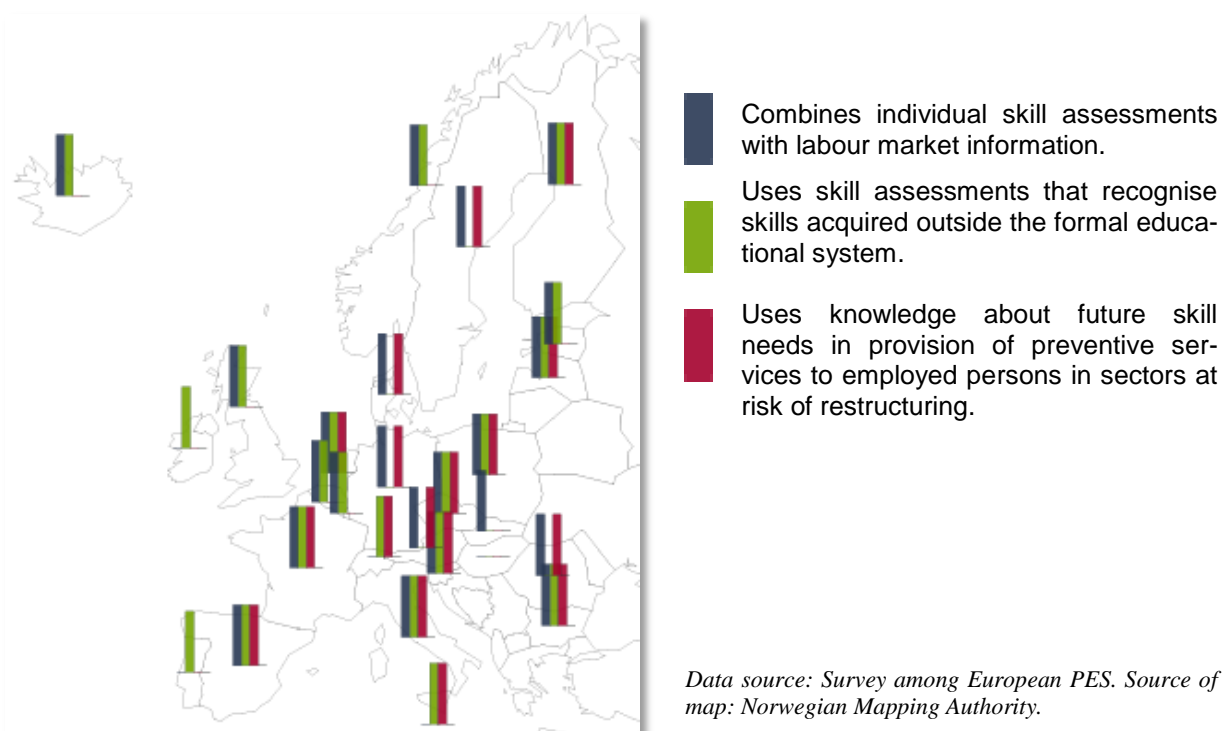 Combines individual skill assessments
with labour market information.
Uses skill assessments that recognise
skills acquired outside the formal educa-
tional system.
Uses knowledge about future skill
needs in provision of preventive ser-
vices to employed persons in sectors at
risk of restructuring.
Data source: Survey among European PES. Source of
map: Norwegian Mapping Authority.